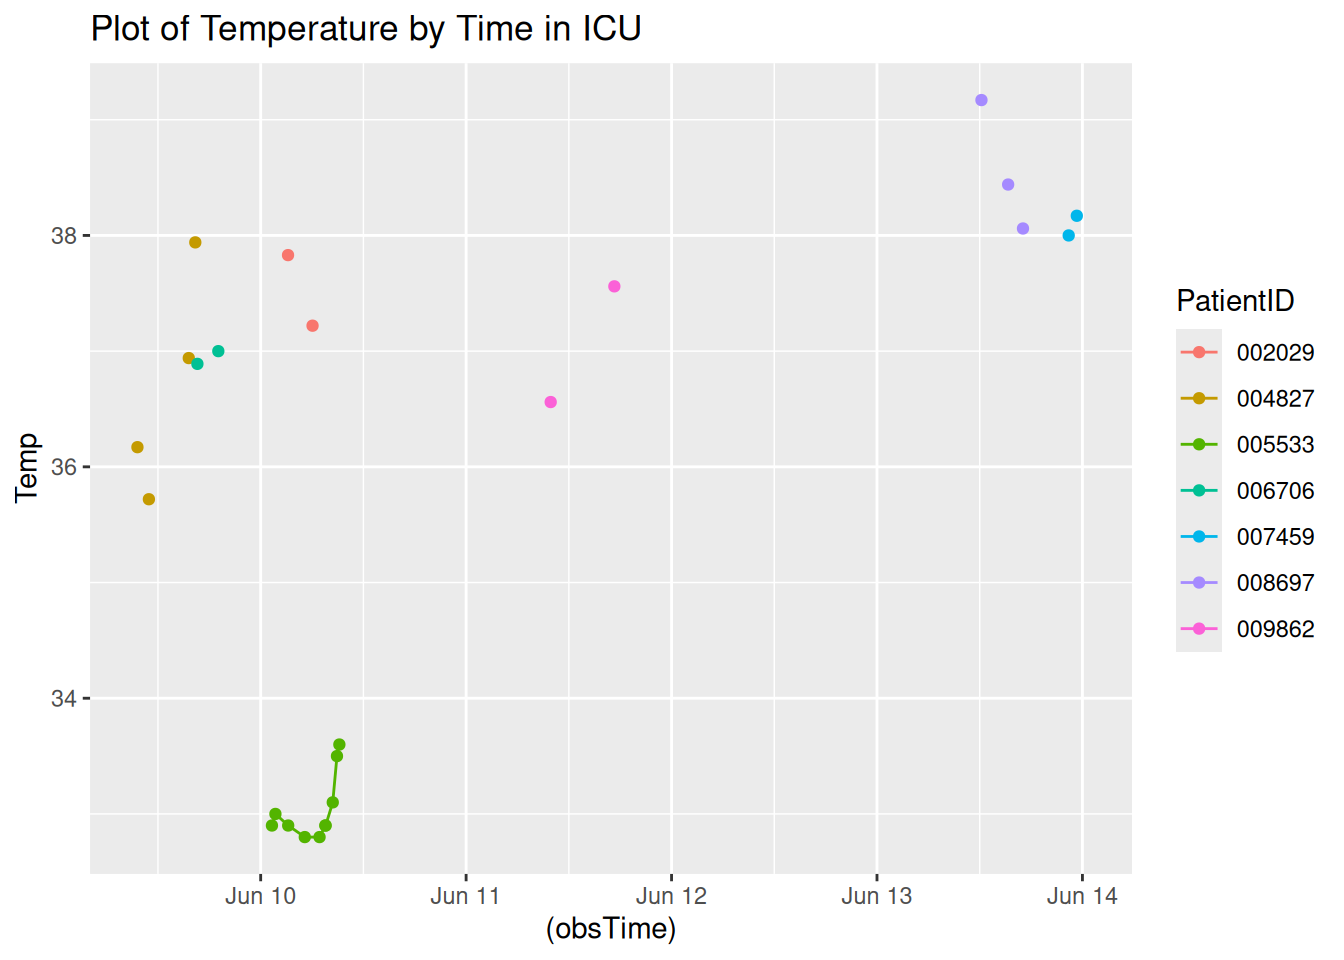 Plot of Temperature by Time in ICU
Temp
38
36
34
Jun 10
Jun 11
Jun 12
Jun 13
Jun 14
(obsTime)
PatientID
002029
004827
005533
006706
007459
008697
009862